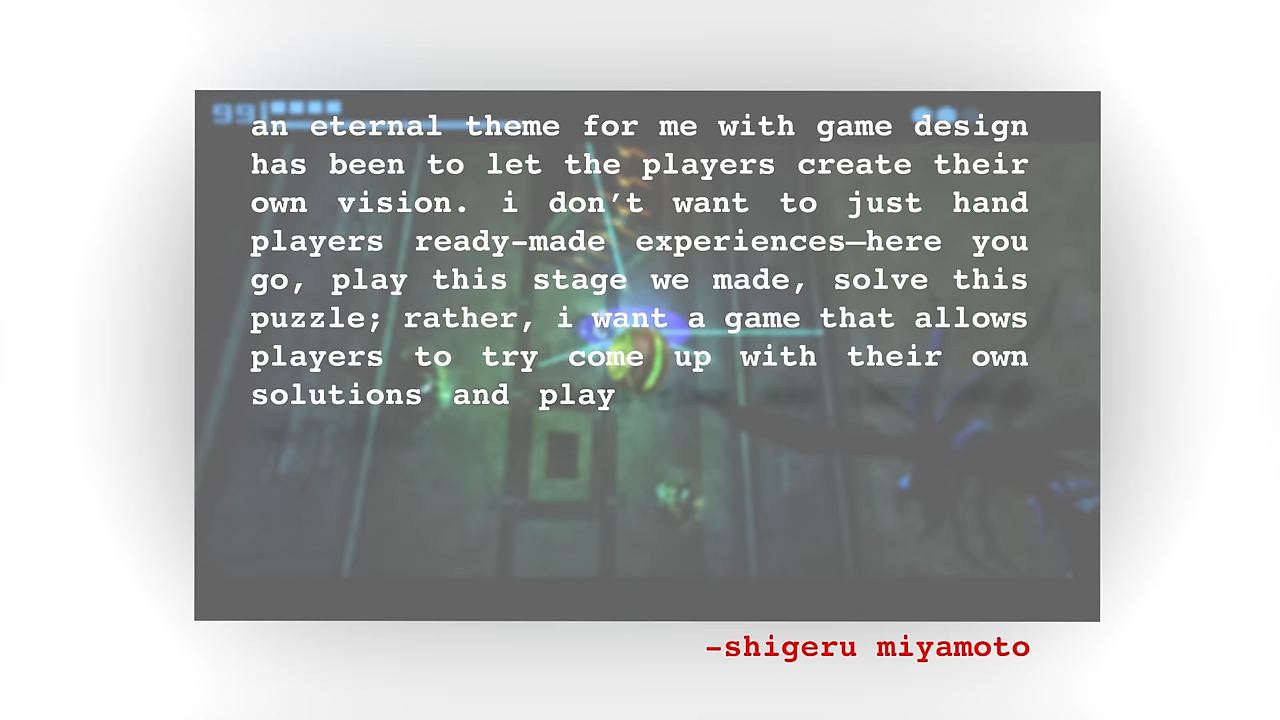 99
an eternal theme for me with game design
has been to let the players create their
own vision. i don’t want to just hand
players ready-made experiences—here you
go, play this stage we made, solve this
puzzle; rather, i want a game that allows
players to try come up with their own
solutions and play
-shigeru miyamoto